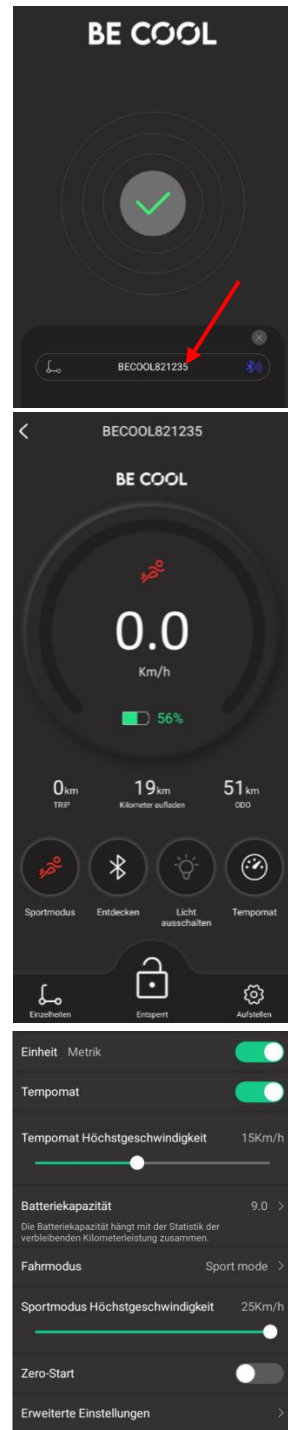 BE COOL
BECOOL821235
BECOOL821235
BE COOL
0.0
Km/h
56%
0km 19km 51km
TRIP Kilometer aufladen ODO
Sportmodus Entdecken Licht Tempomat
ausschalten
Einzelheiten Entsperrt Aufstellen
Einheit Metrik
Tempomat
Tempomat Höchstgeschwindigkeit 15Km/h
Batteriekapazität 9.0 >
Die Batteriekapazität hängt mit der Statistik der
verbleibenden Kilometerleistung zusammen.
Fahrmodus Sport mode >
Sportmodus Höchstgeschwindigkeit 25Km/h
Zero-Start
Erweiterte Einstellungen >